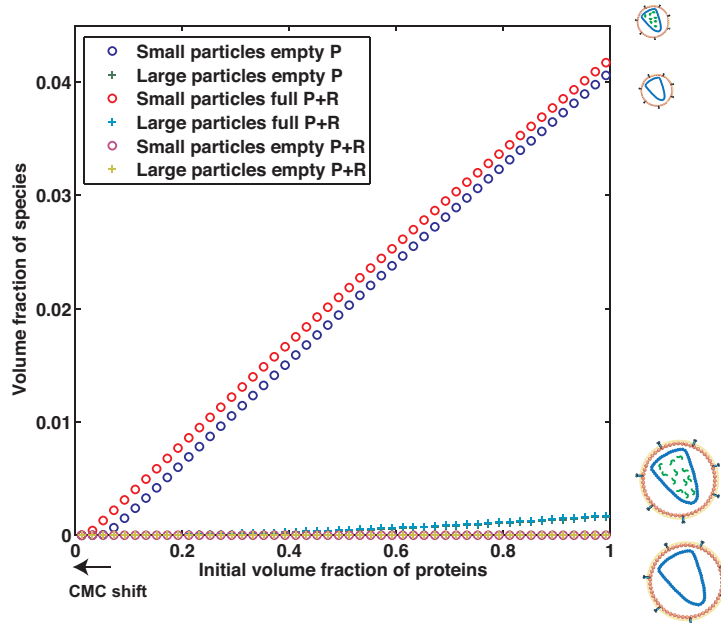 Small particles empty P
Large particles empty P
Small particles full P+R
Large particles full P+R
Small particles empty P+R
Large particles empty P+R
Volume fraction of species
0.04
0.03
0.02
0.01
0
0
0.2
0.4
0.6
0.8
1
Initial volume fraction of proteins
CMC shift